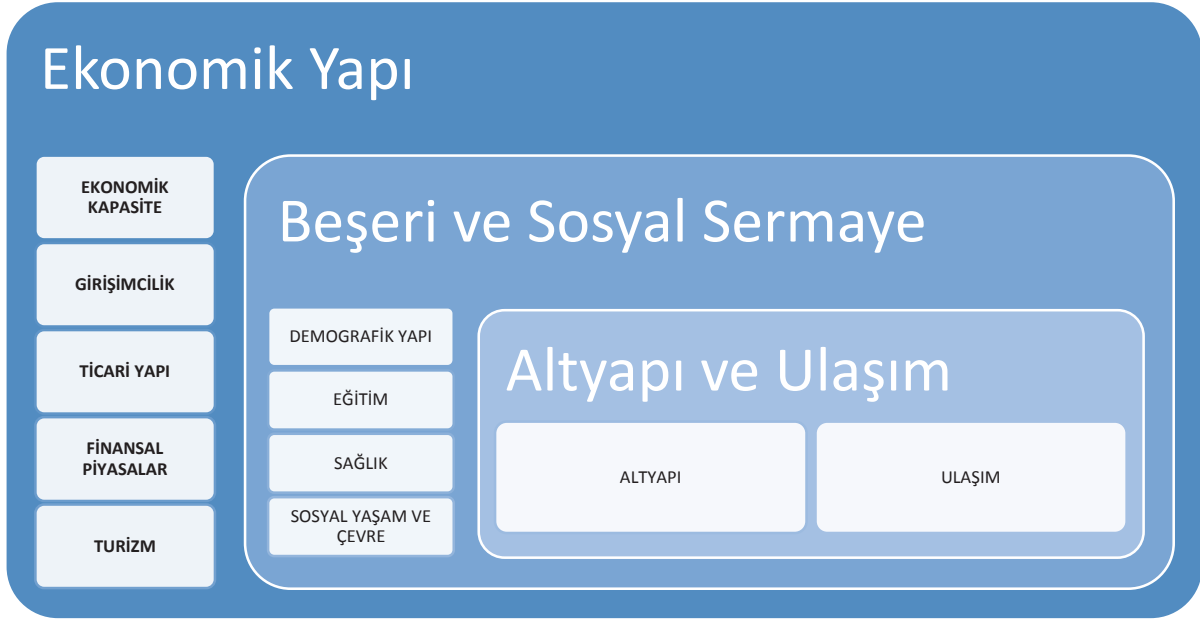 Ekonomik Yapı
EKONOMİK
KAPASİTE
GİRİŞİMCİLİK
TİCARİ YAPI
FİNANSAL
PİYASALAR
TURİZM
Beşeri ve Sosyal Sermaye
DEMOGRAFİK YAPI
EĞİTİM
SAĞLIK
SOSYAL YAŞAM VE
ÇEVRE
Altyapı ve Ulaşım
ALTYAPI
ULAŞIM